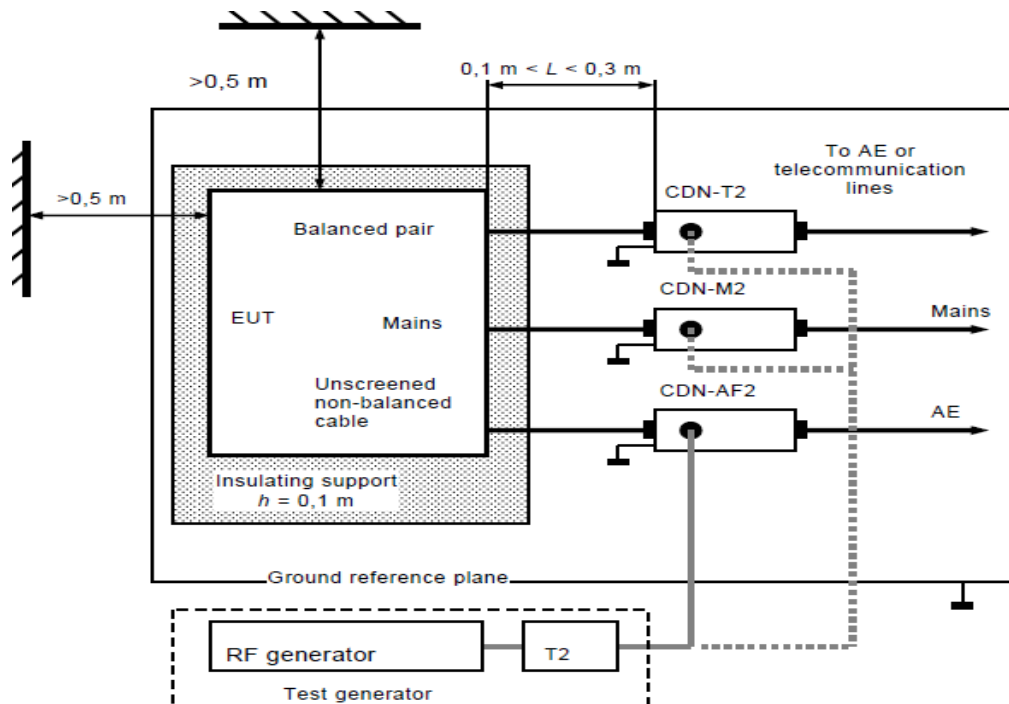 >0,5 m
0,1 m < L < 0,3 m
>0,5 m
To AE or
telecommunication
lines
CDN-T2
Balanced pair
CDN-M2
EUT
Mains
Mains
Unscreened
non-balanced
cable
CDN-AF2
AE
Insulating support
h = 0,1 m
Ground reference plane
RF generator
T2
Test generator